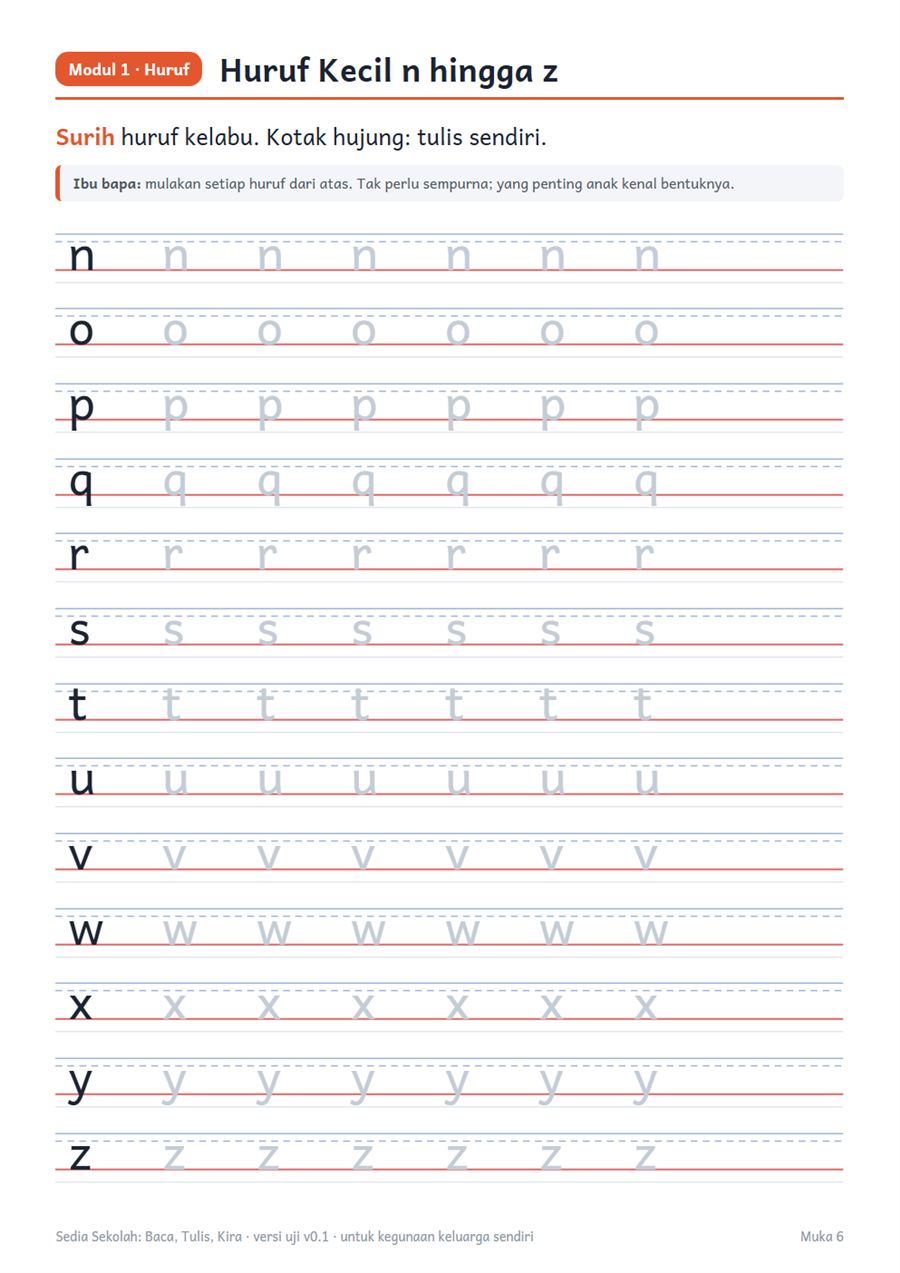 Modul 1 · Huruf Huruf Kecil n hingga z
Surih huruf kelabu. Kotak hujung: tulis sendiri.
Ibu bapa: mulakan setiap huruf dari atas. Tak perlu sempurna; yang penting anak kenal bentuknya.
n n n n n n n
o o o o o o o
p p p p p p p
q q q q q q q
r r r r r r r
s s s s s s s
t t t t t t t
u u u u u u u
v v v v v v v
w w w w w w w
x x x x x x x
y y y y y y y
z z z z z z z
Sedia Sekolah: Baca, Tulis, Kira · versi uji v0.1 · untuk kegunaan keluarga sendiri Muka 6